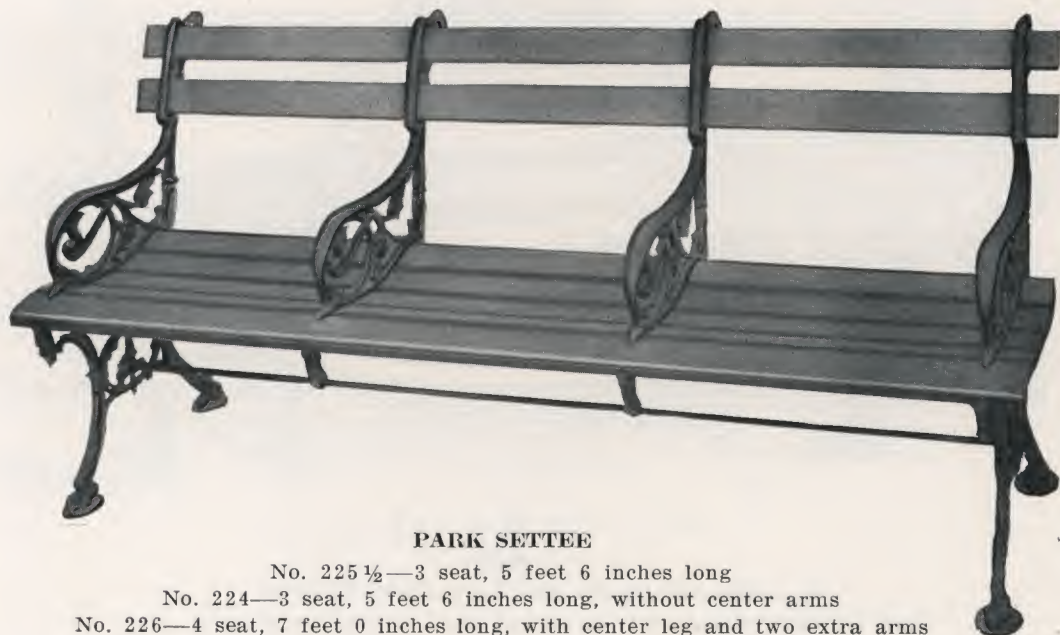 PARK SETTEE
No. 225 ½—3 seat, 5 feet 6 inches long
No. 224—3 seat, 5 feet 6 inches long, without center arms
No. 226—4 seat, 7 feet 0 inches long, with center leg and two extra arms